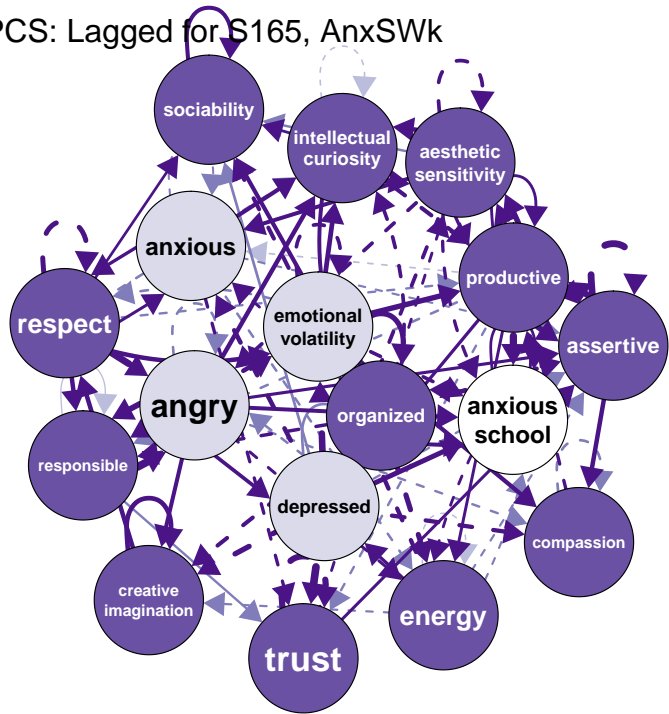 PCS: Lagged for S165, AnxSWk
sociability
intellectual
curiosity
aesthetic
sensitivity
anxious
productive
respect
emotional
volatility
assertive
angry
organized
anxious
school
responsible
depressed
compassion
creative
imagination
energy
trust